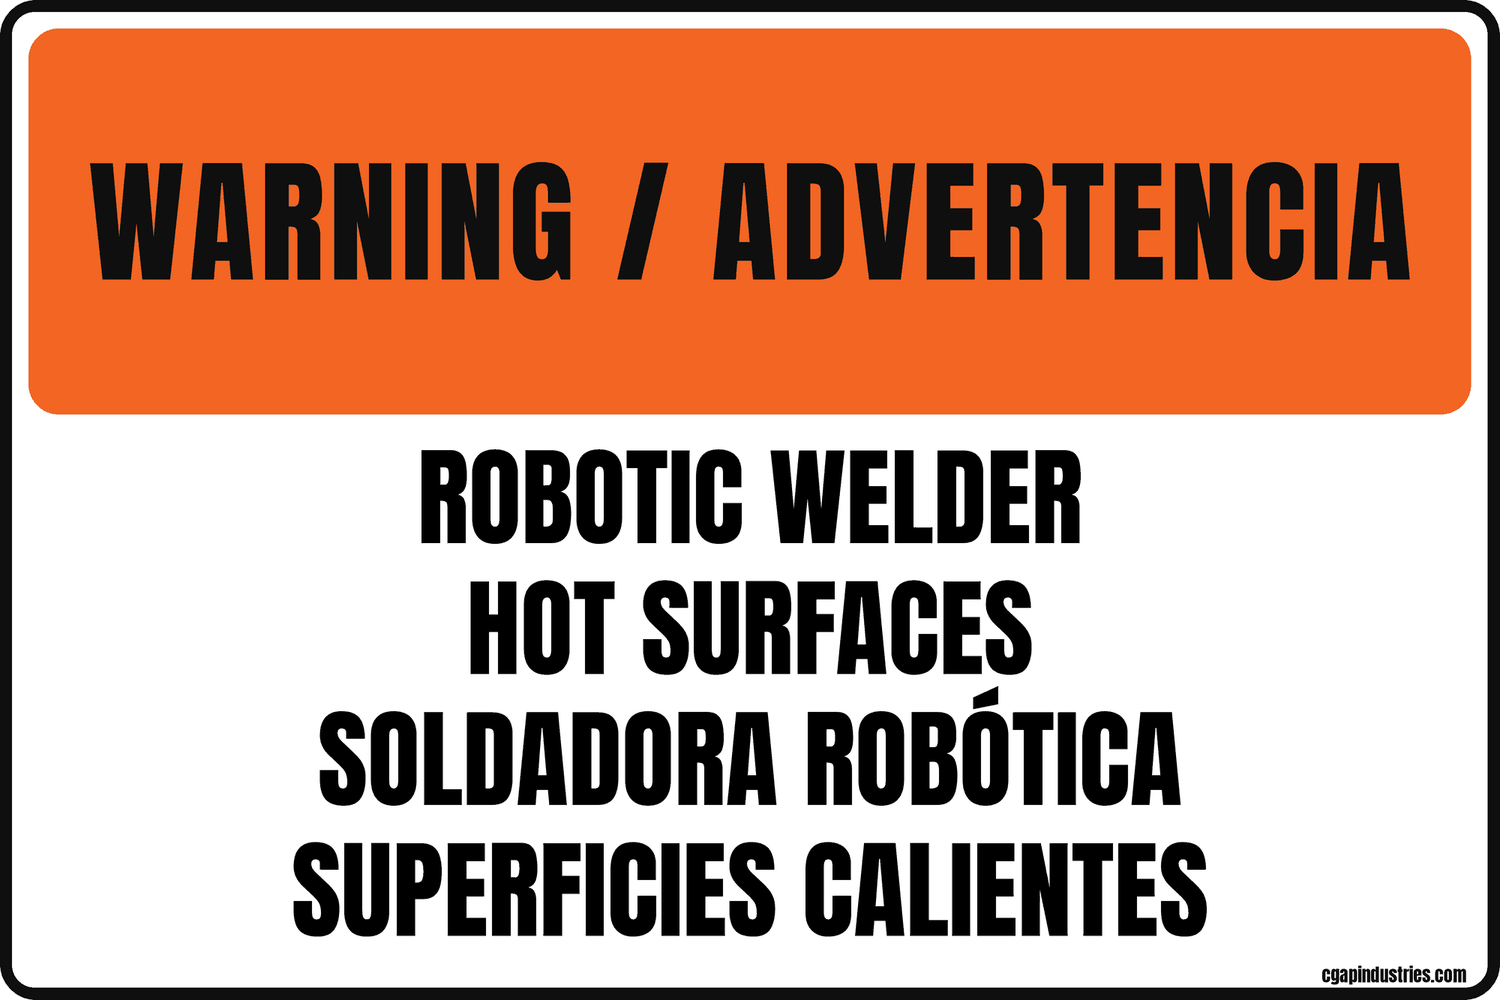 WARNING / ADVERTENCIA
ROBOTIC WELDER
HOT SURFACES
SOLDADORA ROBÓTICA
SUPERFICIES CALIENTES
cgapindustries.com